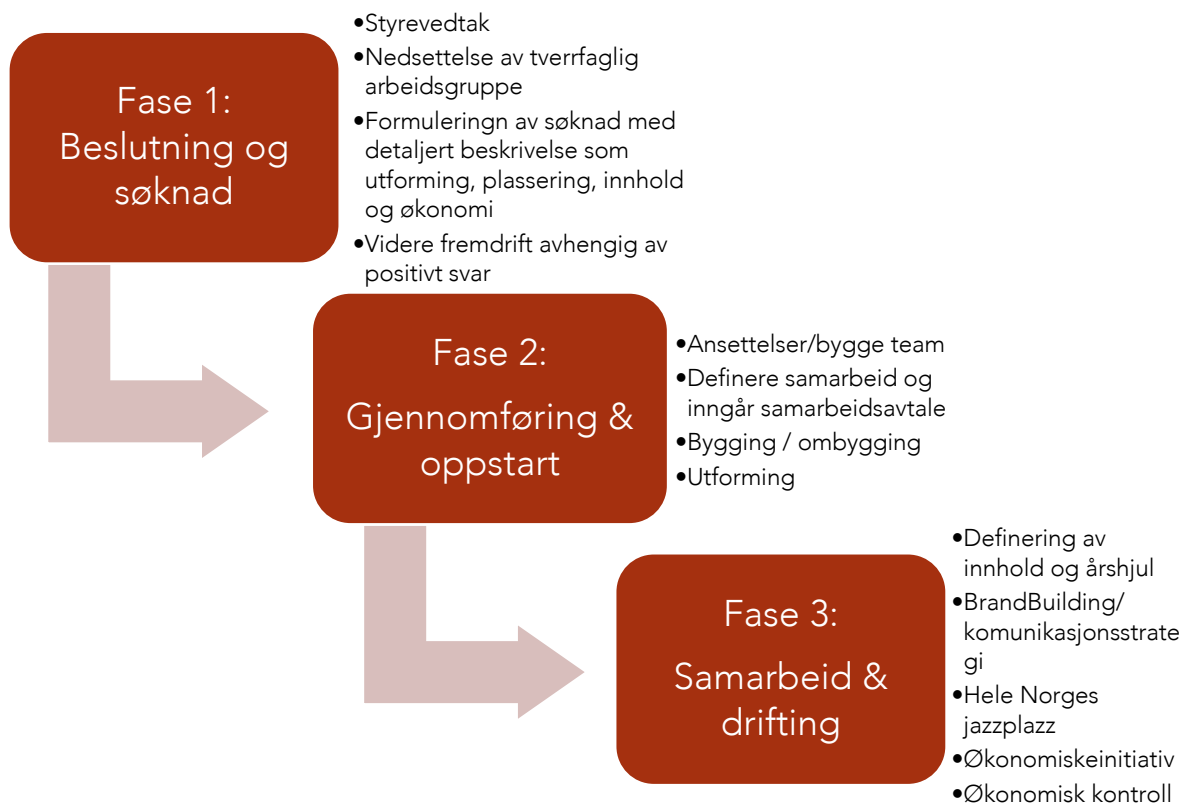 Fase 1:
Beslutning og
søknad
•Styrevedtak
•Nedsettelse av tverrfaglig
arbeidsgruppe
•Formuleringn av søknad med
detaljert beskrivelse som
utforming, plassering, innhold
og økonomi
•Videre fremdrift avhengig av
positivt svar
Fase 2:
Gjennomføring &
oppstart
•Ansettelser/bygge team
•Definere samarbeid og
inngår samarbeidsavtale
•Bygging / ombygging
•Utforming
Fase 3:
Samarbeid &
drifting
•Definering av
innhold og årshjul
•BrandBuilding/
komunikasjonsstrate
gi
•Hele Norges
jazzplazz
•Økonomiskeinitiativ
•Økonomisk kontroll